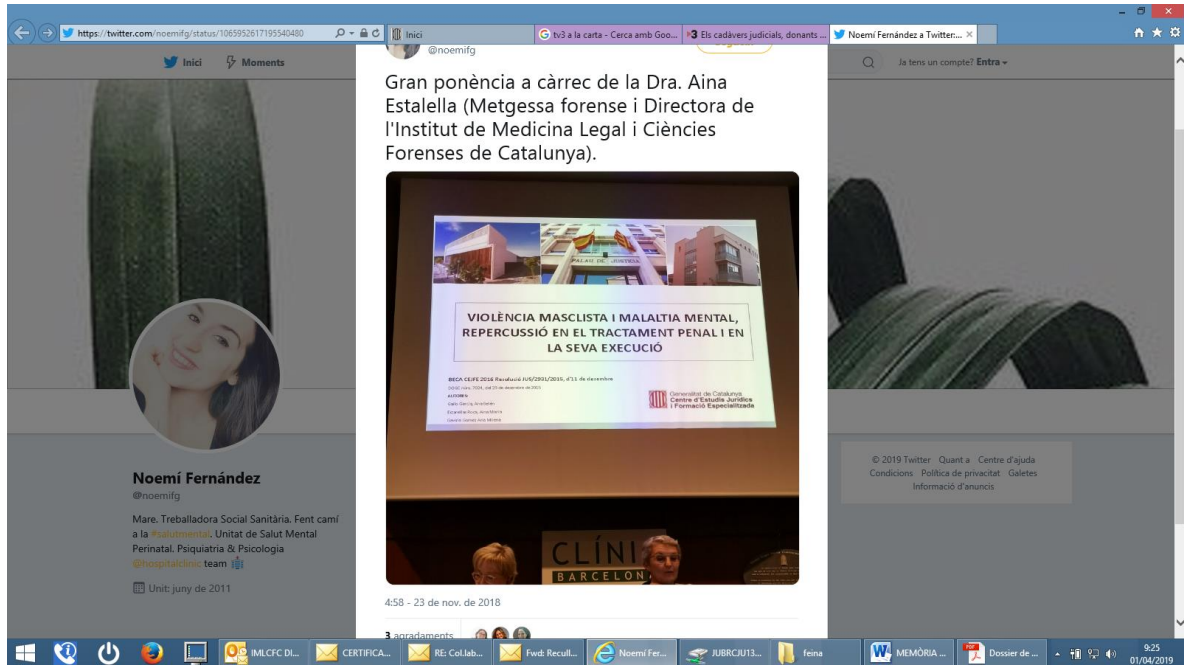 https://twitter.com/noemifg/status/1065952617195540480
Inici
tv3 a la carta - Cerca amb Goo...
Els cadàvers judicials, donants ...
Noemí Fernández a Twitter:...
Inici
Moments
Ja tens un compte? Entra
@noemifg
Gran ponència a càrrec de la Dra. Aina
Estalella (Metgessa forense i Directora de
l'Institut de Medicina Legal i Ciències
Forenses de Catalunya).
PALAU DE JUSTÍCIA
VIOLÈNCIA MASCLISTA I MALALTIA MENTAL,
REPERCUSSIÓ EN EL TRACTAMENT PENAL I EN
LA SEVA EXECUCIÓ
BECA CEJFE 2016 Resolució JUS/2901/2015, d'11 de desembre
AUTORES:
Generalitat de Catalunya
Centre d'Estudis Jurídics
i Formació Especialitzada
CLÍNI
BARCELON
4:58 - 23 de nov. de 2018
3 agradaments
Noemí Fernández
@noemifg
Mare. Treballadora Social Sanitària. Fent camí
a la #salutmental. Unitat de Salut Mental
Perinatal. Psiquiatria & Psicologia
@hospitalclinic team
Unit: juny de 2011
© 2019 Twitter Quant a Centre d'ajuda
Condicions Política de privacitat Galetes
Informació d'anuncis
IMLCFC DI...
CERTIFICA...
RE: Col.lab...
Fwd: Recull...
Noemí Fer...
JUBRCJU13...
feina
MEMÒRIA ...
Dossier de ...
9:25
01/04/2019